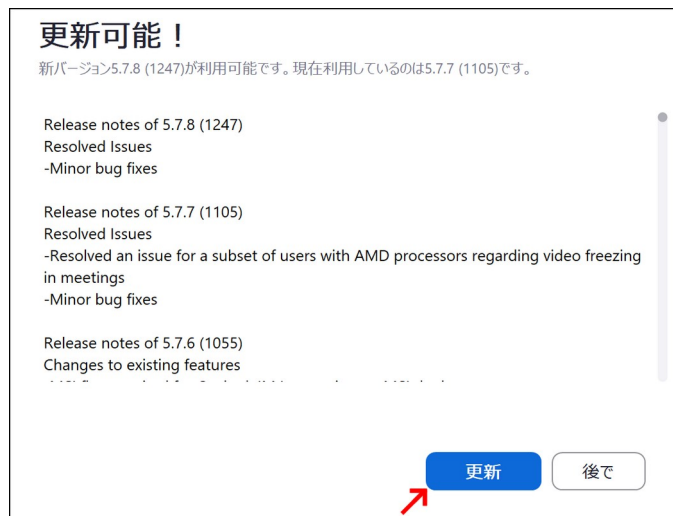 更新可能！
新バージョン5.7.8 (1247)が利用可能です。現在利用しているのは5.7.7 (1105)です。
Release notes of 5.7.8 (1247)
Resolved Issues
-Minor bug fixes
Release notes of 5.7.7 (1105)
Resolved Issues
-Resolved an issue for a subset of users with AMD processors regarding video freezing
in meetings
-Minor bug fixes
Release notes of 5.7.6 (1055)
Changes to existing features
更新
後で